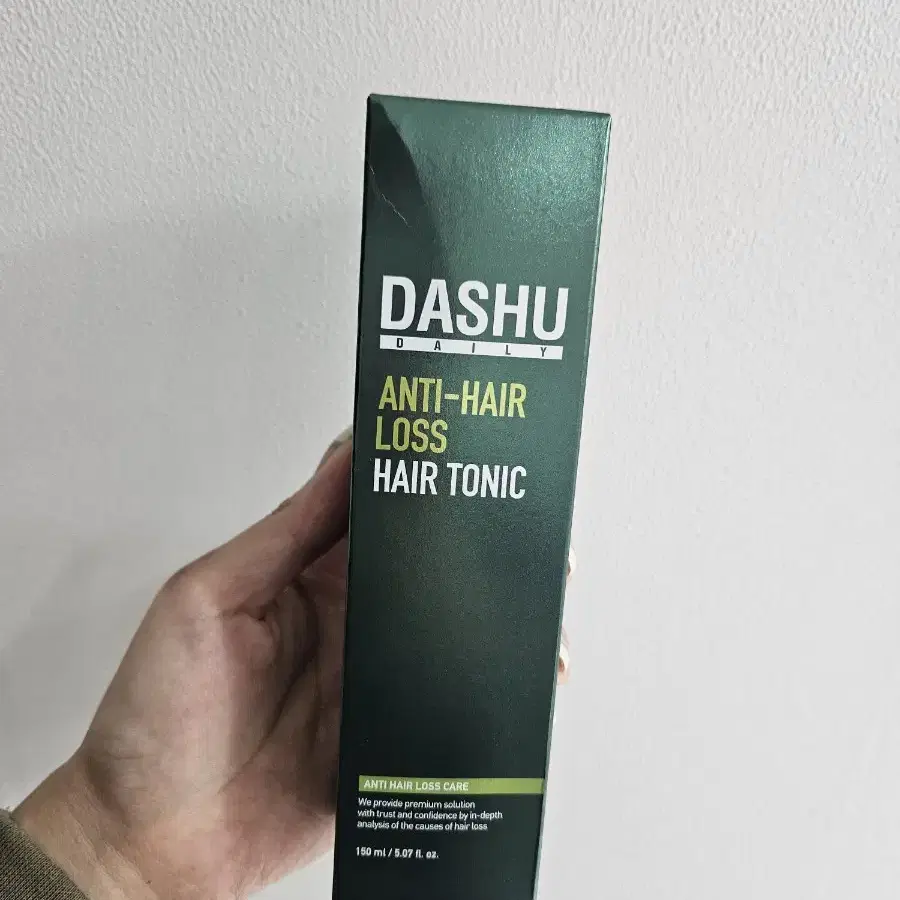 DASHU
DAILY
ANTI-HAIR
LOSS
HAIR TONIC
ANTI HAIR LOSS CARE
We provide premium solution
with trust and confidence by in-depth
analysis of the causes of hair loss
150 ml / 5.07 fl. oz.